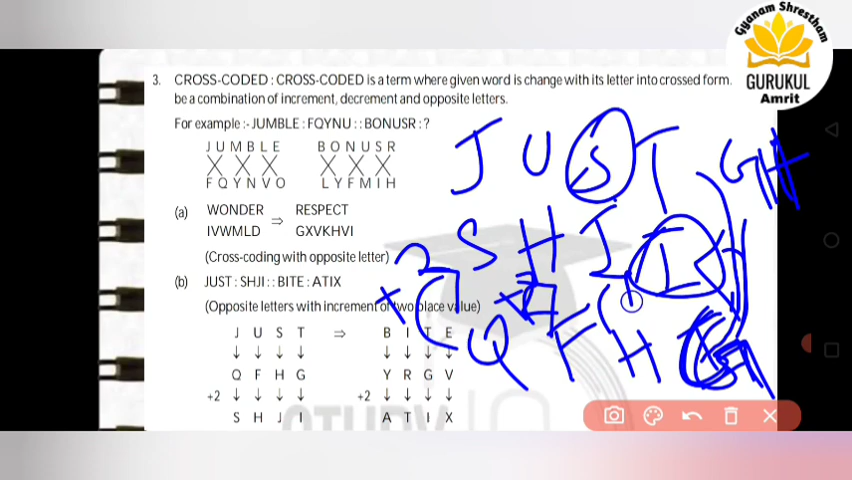 Gyanam Shrestham
GURUKUL
Amrit
3. CROSS-CODED : CROSS-CODED is a term where given word is change with its letter into crossed form.
be a combination of increment, decrement and opposite letters.
For example :- JUMBLE : FQYNU : : BONUSR : ?
J U M B L E B O N U S R
F Q Y N V O L Y F M I H
(a) WONDER ⇒ RESPECT
IVWMLD GXVKHVI
(Cross-coding with opposite letter)
(b) JUST : SHJI : : BITE : ATIX
(Opposite letters with increment of two place value)
J U S T ⇒ B I T E
Q F H G Y R G V
+2 +2
S H J I A T I X
J U S T GH
S H J I
+2 +2
Q F H G